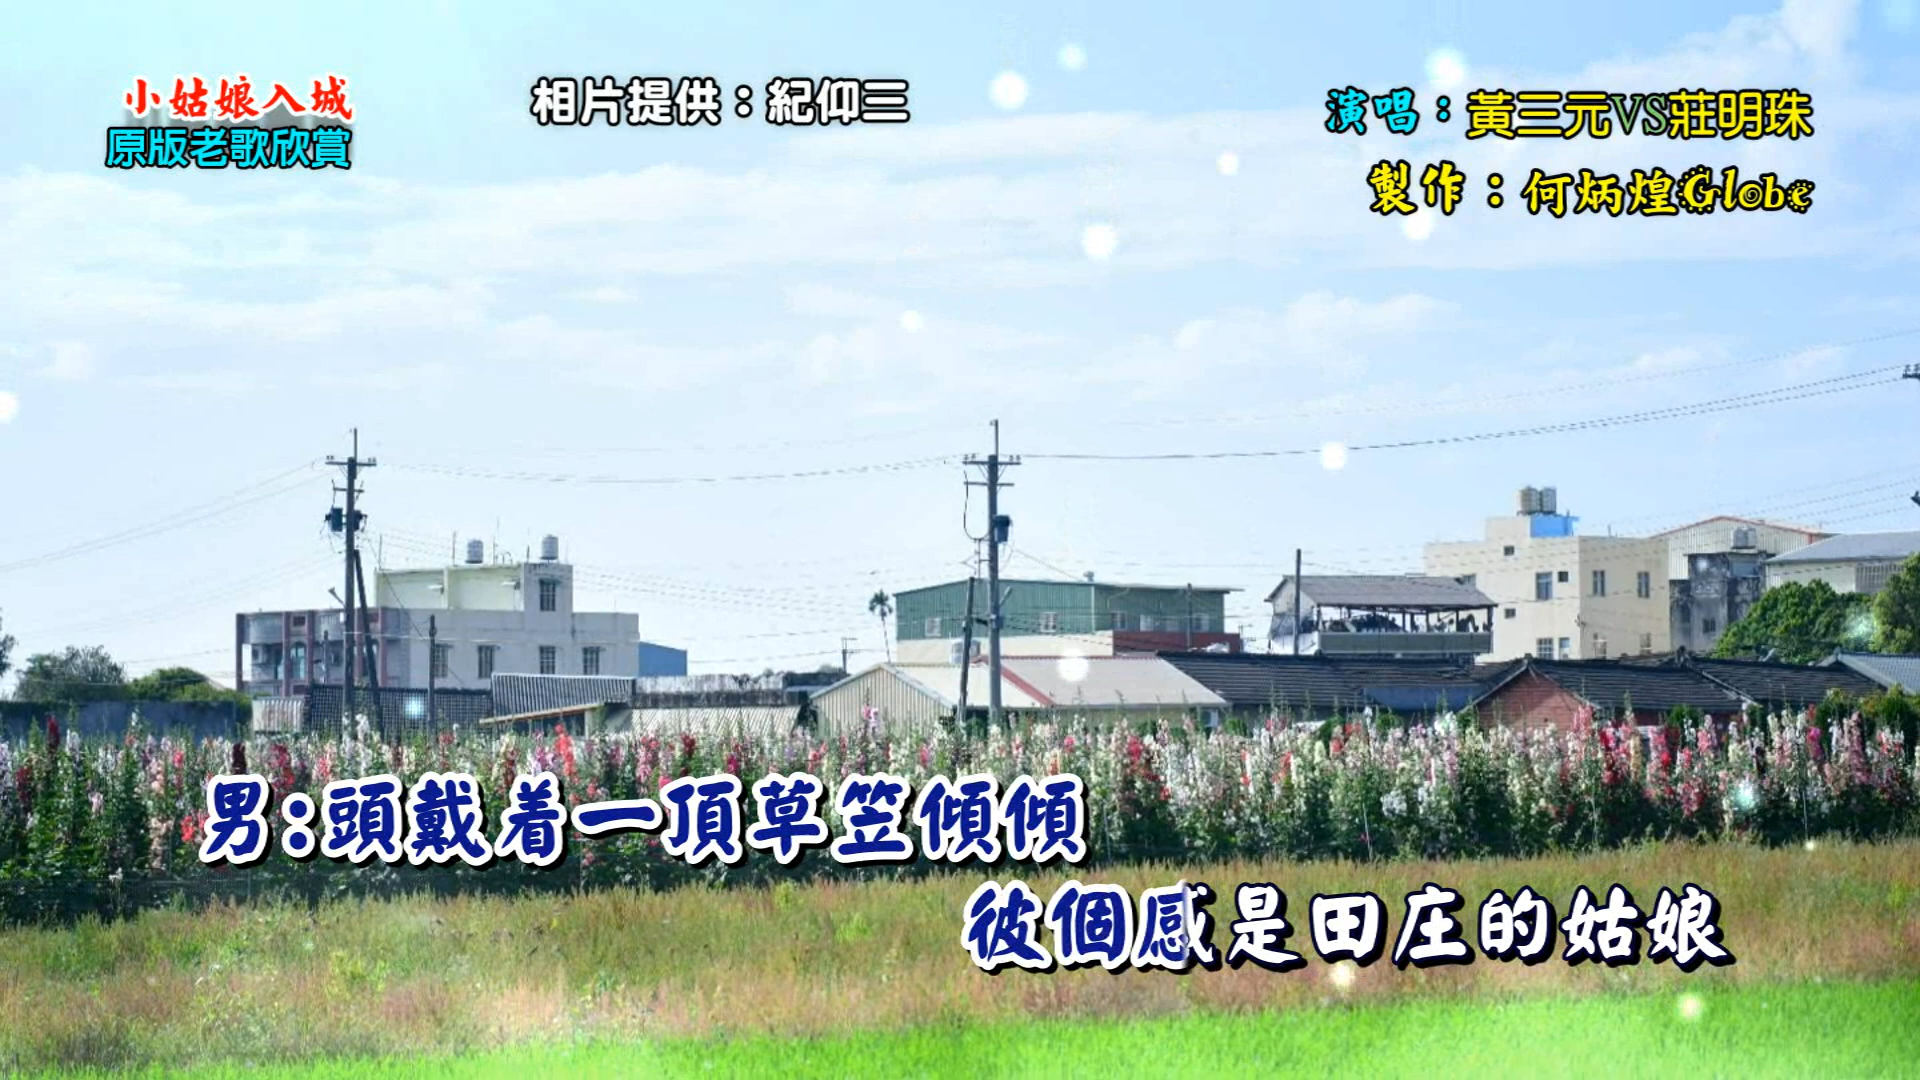 小姑娘入城
原版老歌欣賞
相片提供：紀仰三
演唱：黃三元VS莊明珠
製作：何炳煌Globe
男:頭戴着一頂草笠傾傾
彼個感是田庄的姑娘